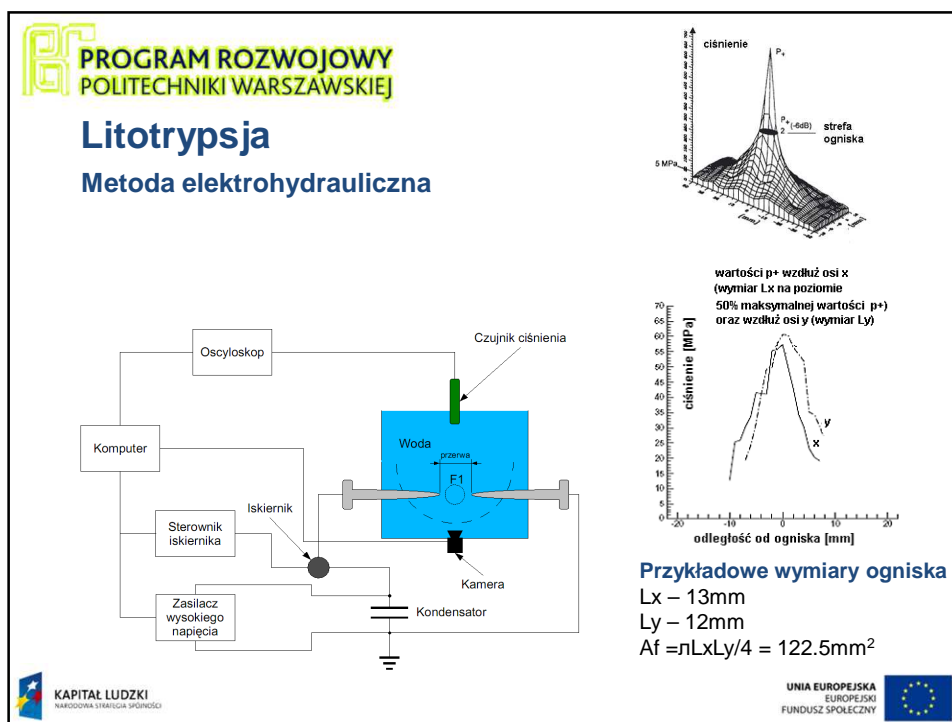 PROGRAM ROZWOJOWY
POLITECHNIKI WARSZAWSKIEJ
Litotrypsja
Metoda elektrohydrauliczna
Oscyloskop
Czujnik ciśnienia
Komputer
Woda
przerwa
F1
Iskiernik
Sterownik
iskiernika
Kamera
Zasilacz
wysokiego
napięcia
Kondensator
ciśnienie
P+
P+ (-6dB)
2
strefa
ogniska
5 MPa
[mm]
[mm]
wartości p+ wzdłuż osi x
(wymiar Lx na poziomie
50% maksymalnej wartości p+)
oraz wzdłuż osi y (wymiar Ly)
ciśnienie [MPa]
70
65
60
55
50
45
40
35
30
25
20
15
10
5
0
y
x
-20 -10 0 10 20
odległość od ogniska [mm]
Przykładowe wymiary ogniska
Lx – 13mm
Ly – 12mm
Af =лLxLy/4 = 122.5mm²
KAPITAŁ LUDZKI
NARODOWA STRATEGIA SPÓJNOŚCI
UNIA EUROPEJSKA
EUROPEJSKI
FUNDUSZ SPOŁECZNY